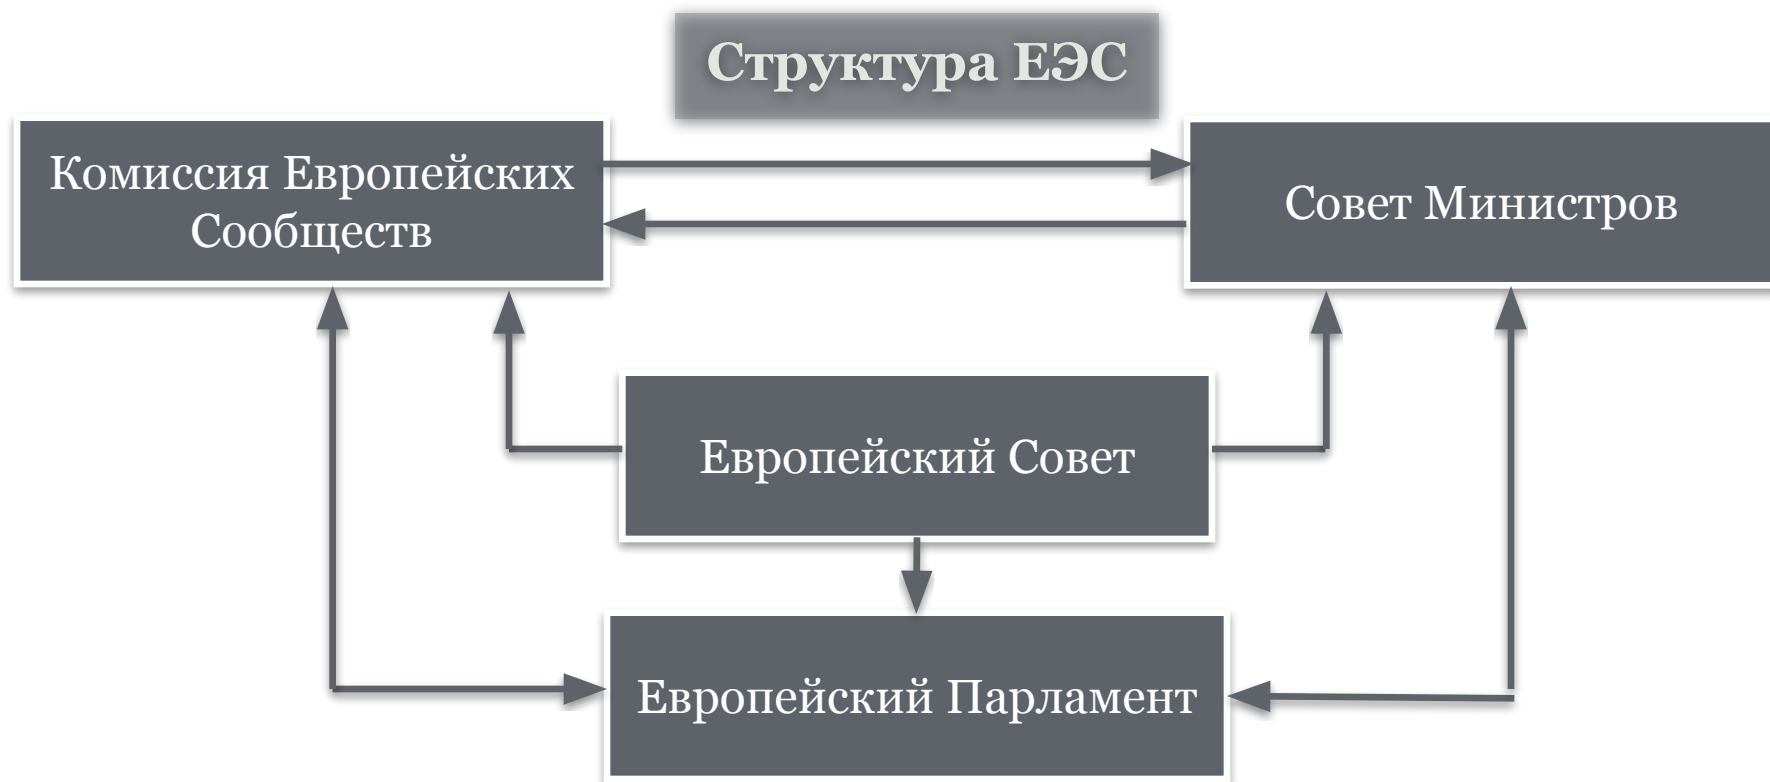 Структура ЕЭС
Комиссия Европейских
Сообществ
Совет Министров
Европейский Совет
Европейский Парламент